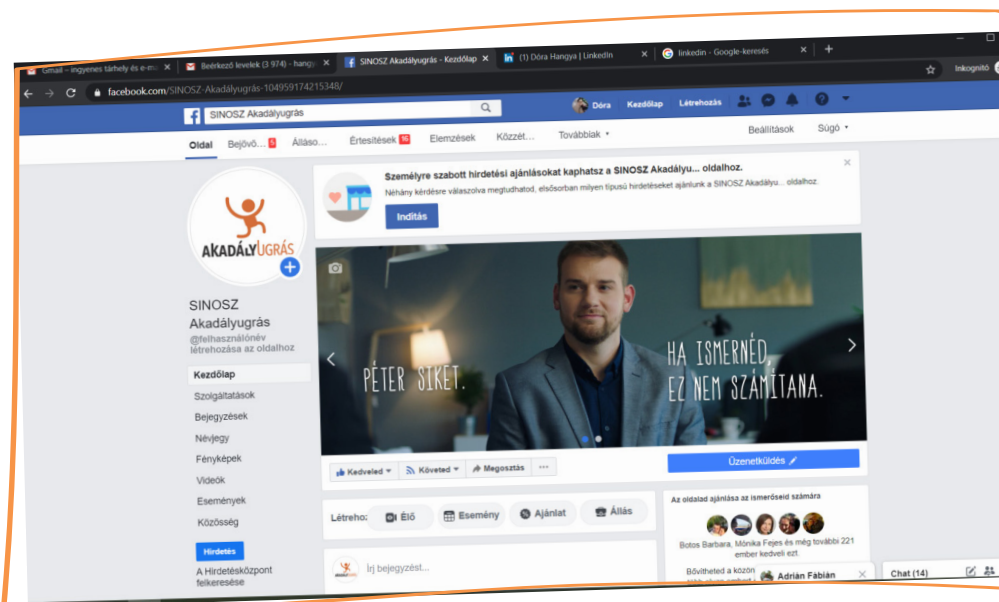 Gmail – ingyenes tárhely és e-ma
Beérkező levelek (3 974) - hang
SINOSZ Akadályugrás - Kezdőlap
(1) Dóra Hangya | LinkedIn
linkedin - Google-keresés
facebook.com/SINOSZ-Akadályugrás-104959174215348/
Inkognitó
SINOSZ Akadályugrás
Dóra Kezdőlap Létrehozás
Oldal Bejövő... 5 Álláso... Értesítések 16 Elemzések Közzét... Továbbiak
Beállítások Súgó
Személyre szabott hirdetési ajánlásokat kaphatsz a SINOSZ Akadályu... oldalhoz.
Néhány kérdésre válaszolva megtudhatod, elsősorban milyen típusú hirdetéseket ajánlunk a SINOSZ Akadályu... oldalhoz.
Indítás
AKADÁLYUGRÁS
SINOSZ
Akadályugrás
@felhasználónév
létrehozása az oldalhoz
Kezdőlap
Szolgáltatások
Bejegyzések
Névjegy
Fényképek
Videók
Események
Közösség
Hirdetés
A Hirdetésközpont
felkeresése
PÉTER SIKET.
HA ISMERNÉD,
EZ NEM SZÁMÍTANA.
Kedveled Követed Megosztás ...
Üzenetküldés
Létrehoz Élő Esemény Ajánlat Állás
Írj bejegyzést...
Az oldalad ajánlása az ismerőseid számára
Botos Barbara, Mónika Fejes és még további 221
ember kedveli ezt.
Bővítheted a közön
Adrián Fábián
Chat (14)